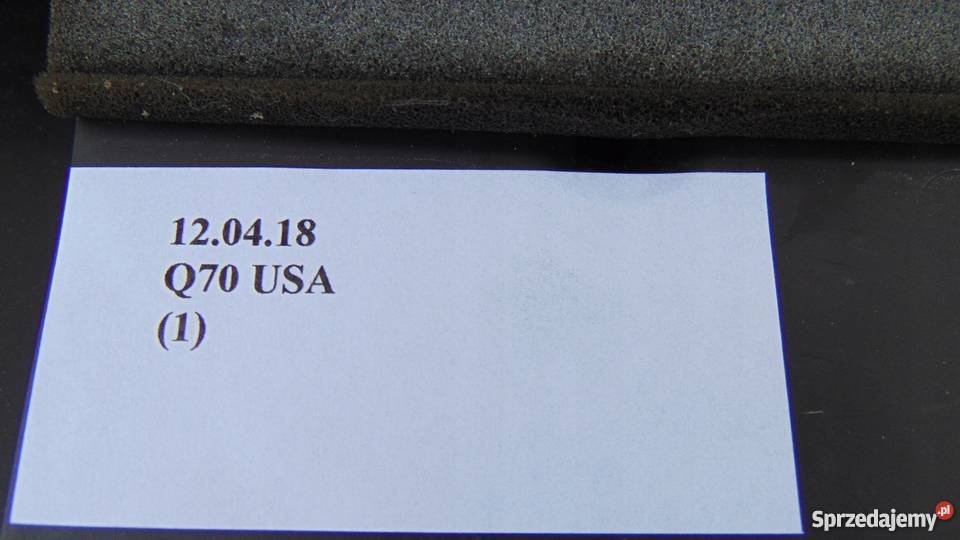 12.04.18
Q70 USA
(1)
Sprzedajemy.pl